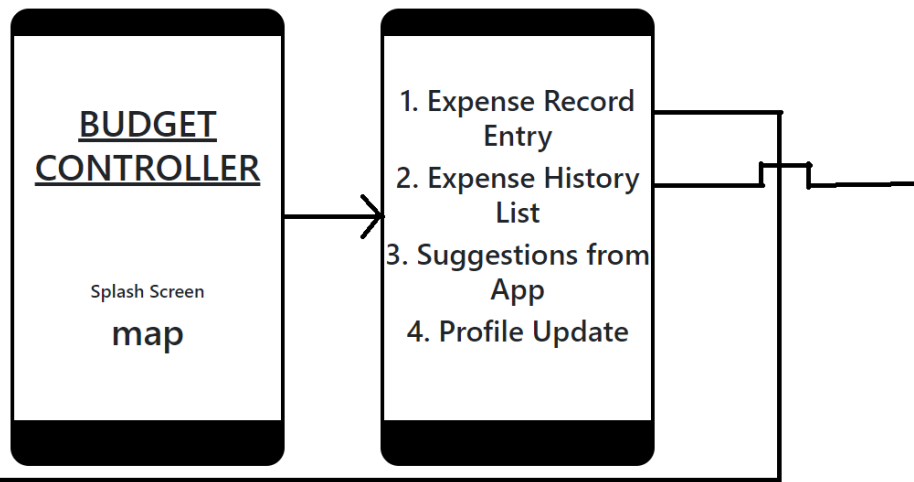 BUDGET
CONTROLLER
Splash Screen
map
1. Expense Record
Entry
2. Expense History
List
3. Suggestions from
App
4. Profile Update